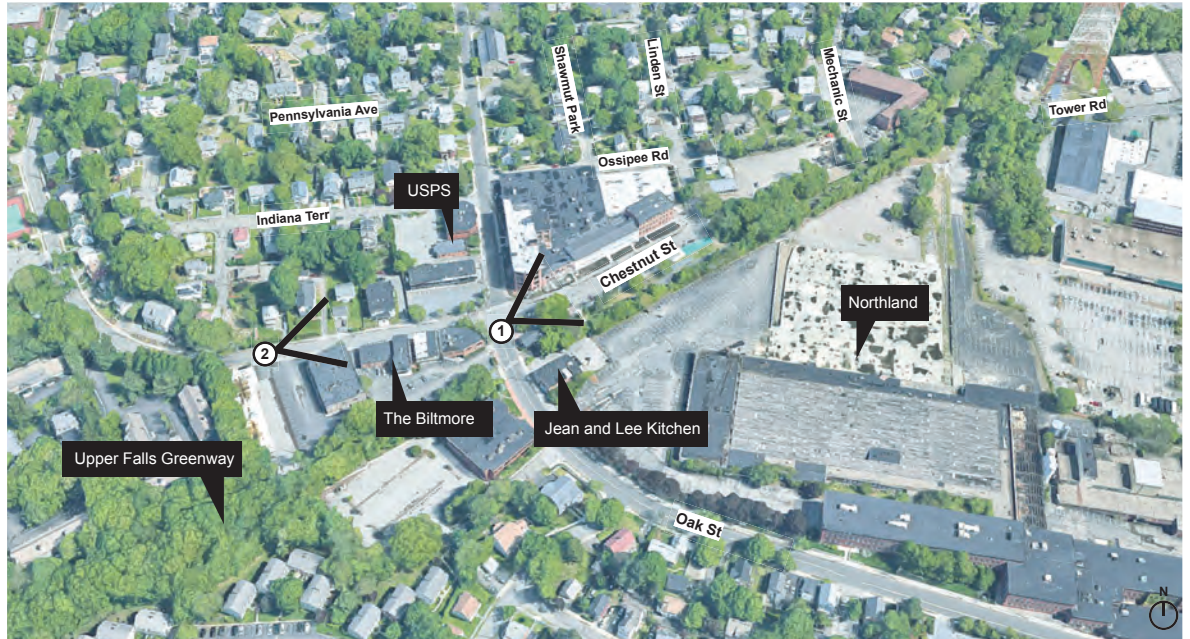 Shawmut Park
Linden St
Mechanic St
Tower Rd
Pennsylvania Ave
Ossipee Rd
USPS
Indiana Terr
Chestnut St
Northland
1
2
The Biltmore
Jean and Lee Kitchen
Upper Falls Greenway
Oak St
N